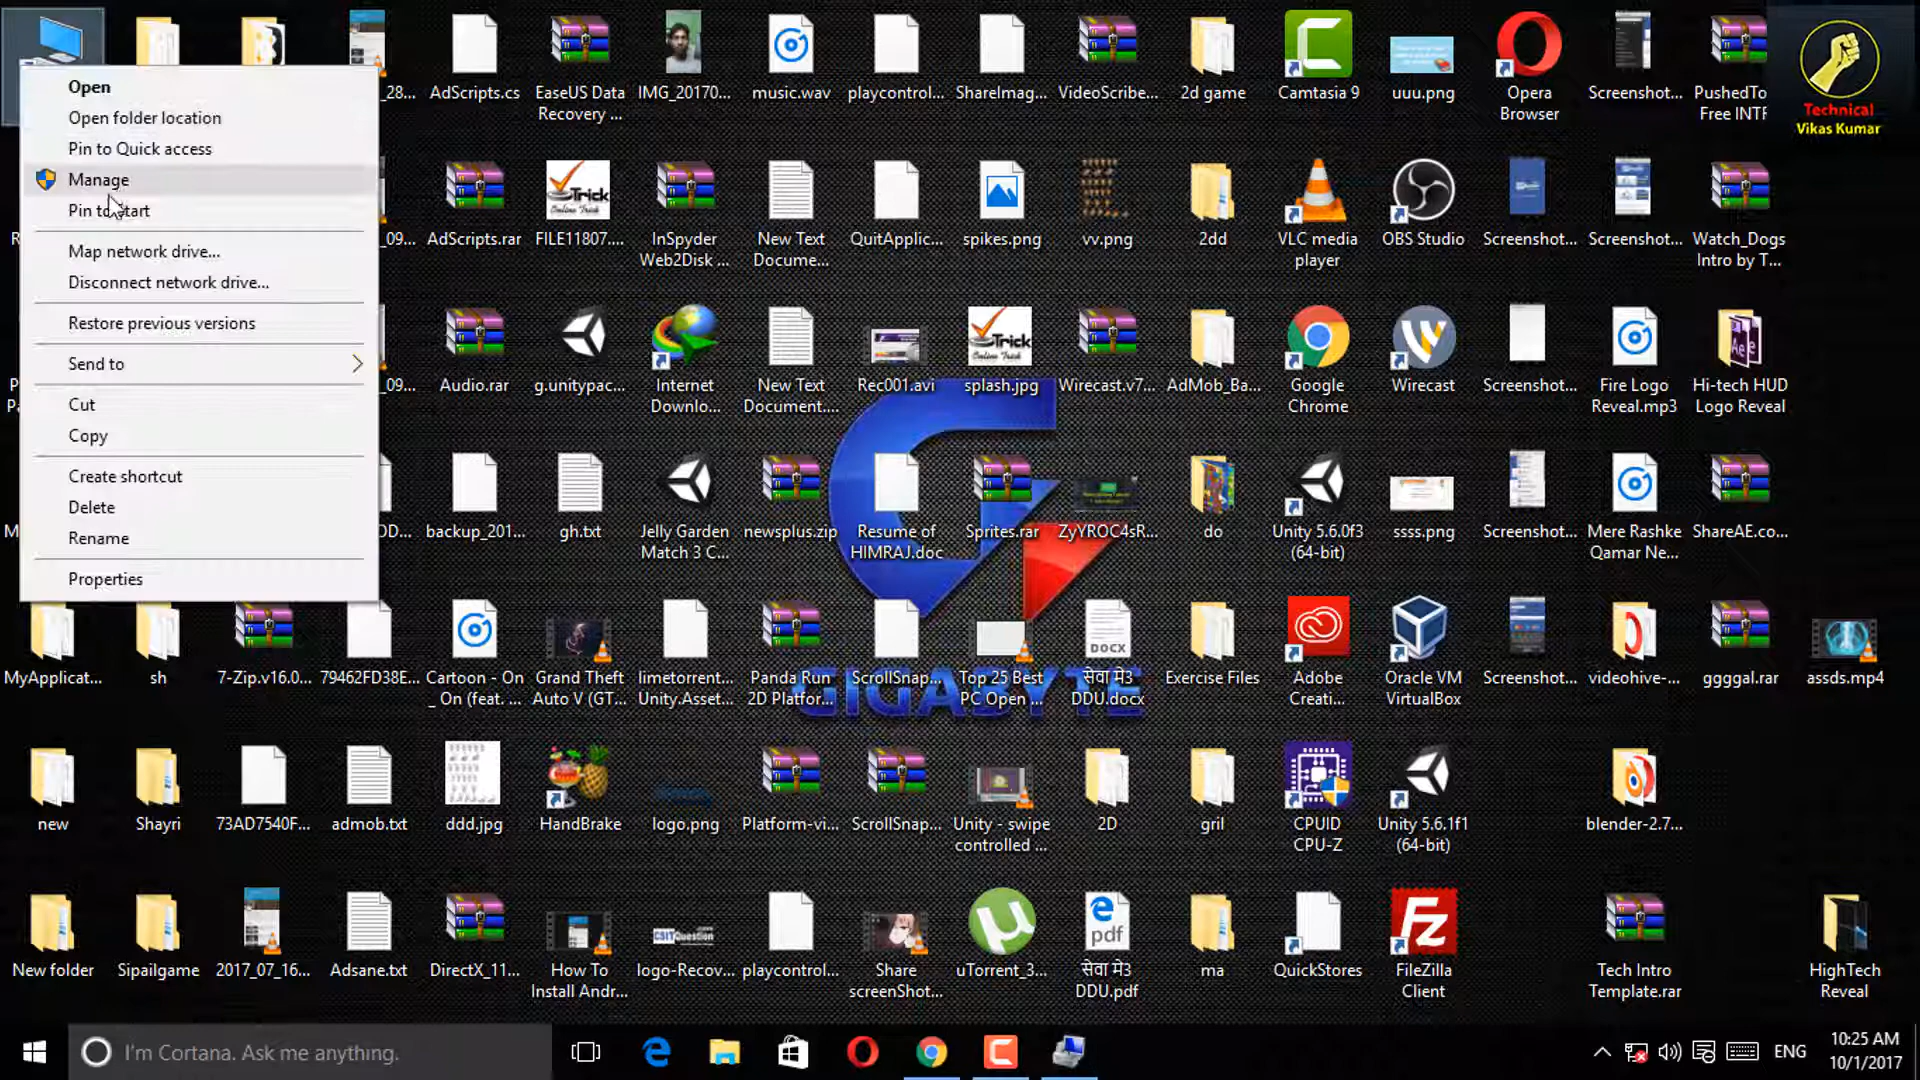 Open
Open folder location
Pin to Quick access
Manage
Pin to Start
Map network drive...
Disconnect network drive...
Restore previous versions
Send to
Cut
Copy
Create shortcut
Delete
Rename
Properties
_28... AdScripts.cs EaseUS Data IMG_20170... music.wav playcontrol... ShareImag... VideoScribe... 2d game Camtasia 9 uuu.png Opera Screenshot... PushedTo Technical
Recovery ... Browser Free INTR Vikas Kumar
_09... AdScripts.rar FILE11807.... InSpyder New Text QuitApplic... spikes.png vv.png 2dd VLC media OBS Studio Screenshot... Screenshot... Watch_Dogs
Web2Disk ... Docume... player Intro by T...
_09... Audio.rar g.unitypac... Internet New Text Rec001.avi splash.jpg Wirecast.v7... AdMob_Ba... Google Wirecast Screenshot... Fire Logo Hi-tech HUD
Downlo... Document.... Chrome Reveal.mp3 Logo Reveal
DD... backup_201... gh.txt Jelly Garden newsplus.zip Resume of Sprites.rar ZyYROC4sR... do Unity 5.6.0f3 ssss.png Screenshot... Mere Rashke ShareAE.co...
Match 3 C... HIMRAJ.doc (64-bit) Qamar Ne...
MyApplicat... sh 7-Zip.v16.0... 79462FD38E... Cartoon - On Grand Theft limetorrent... Panda Run ScrollSnap... Top 25 Best सेवा मे3 Exercise Files Adobe Oracle VM Screenshot... videohive-... ggggal.rar assds.mp4
_ On (feat. ... Auto V (GT... Unity.Asset... 2D Platfor... PC Open ... DDU.docx Creati... VirtualBox
GIGABYTE
new Shayri 73AD7540F... admob.txt ddd.jpg HandBrake logo.png Platform-vi... ScrollSnap... Unity - swipe 2D gril CPUID Unity 5.6.1f1 blender-2.7...
controlled ... CPU-Z (64-bit)
New folder Sipailgame 2017_07_16... Adsane.txt DirectX_11... How To logo-Recov... playcontrol... Share uTorrent_3... सेवा मे3 ma QuickStores FileZilla Tech Intro HighTech
Install Andr... screenShot... DDU.pdf Client Template.rar Reveal
I'm Cortana. Ask me anything.
ENG
10:25 AM
10/1/2017